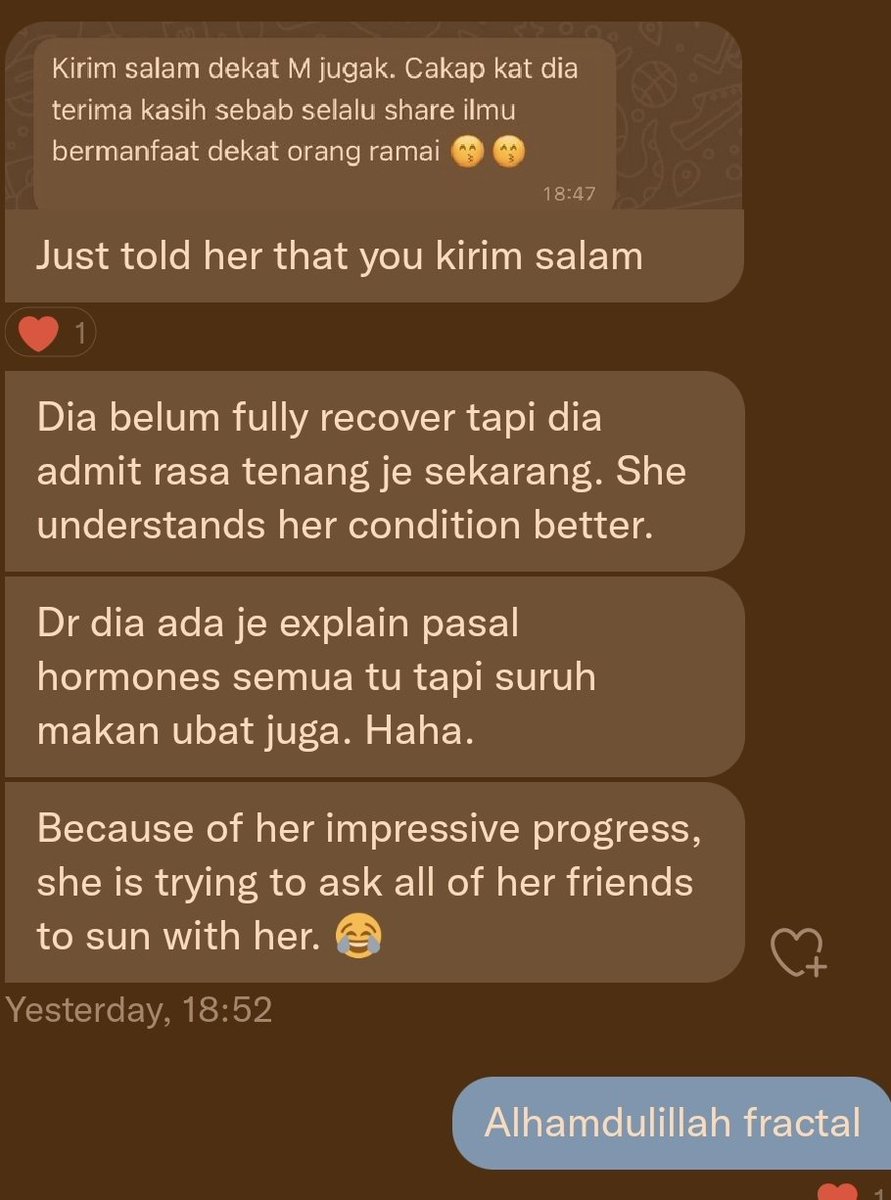 Kirim salam dekat M jugak. Cakap kat dia
terima kasih sebab selalu share ilmu
bermanfaat dekat orang ramai 😙😙
18:47
Just told her that you kirim salam
❤️ 1
Dia belum fully recover tapi dia
admit rasa tenang je sekarang. She
understands her condition better.
Dr dia ada je explain pasal
hormones semua tu tapi suruh
makan ubat juga. Haha.
Because of her impressive progress,
she is trying to ask all of her friends
to sun with her. 😂
Yesterday, 18:52
Alhamdulillah fractal